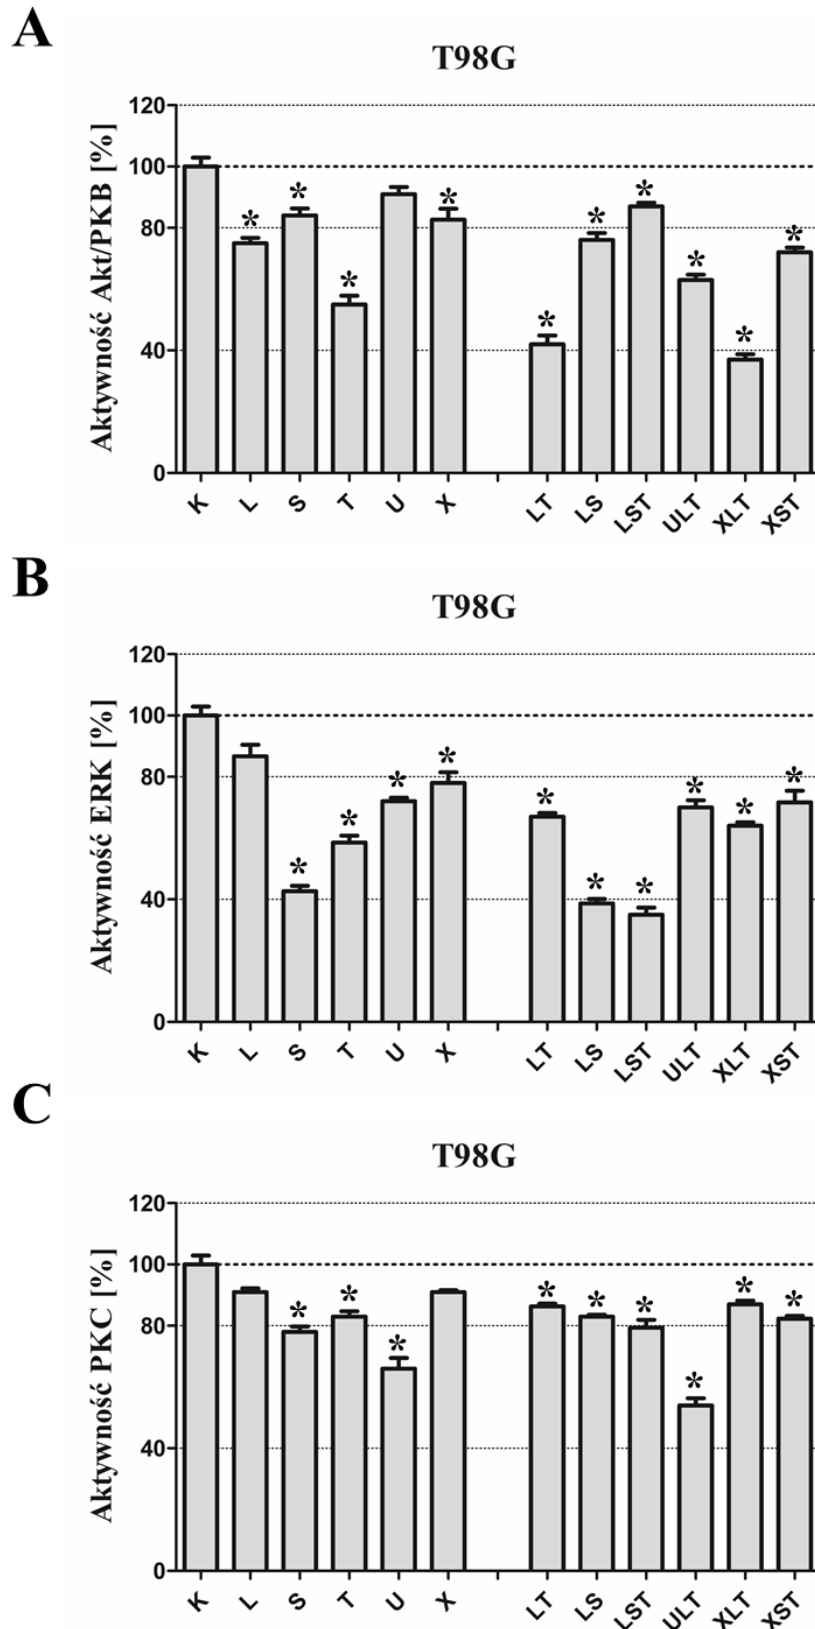 A
T98G
Aktywność Akt/PKB [%]
120
100
80
40
0
K L S T U X LT LS LST ULT XLT XST
* * * * * * * * * *
B
T98G
Aktywność ERK [%]
120
100
80
40
0
K L S T U X LT LS LST ULT XLT XST
* * * * * * * * * *
C
T98G
Aktywność PKC [%]
120
100
80
40
0
K L S T U X LT LS LST ULT XLT XST
* * * * * * * * *